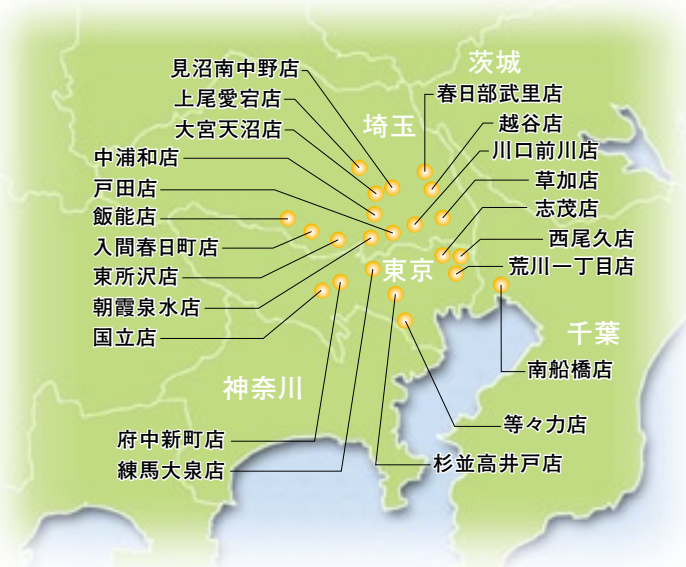 茨城
見沼南中野店
春日部武里店
上尾愛宕店
埼玉
越谷店
大宮天沼店
川口前川店
中浦和店
草加店
戸田店
志茂店
飯能店
西尾久店
入間春日町店
荒川一丁目店
東所沢店
東京
朝霞泉水店
国立店
千葉
南船橋店
神奈川
等々力店
府中新町店
杉並高井戸店
練馬大泉店